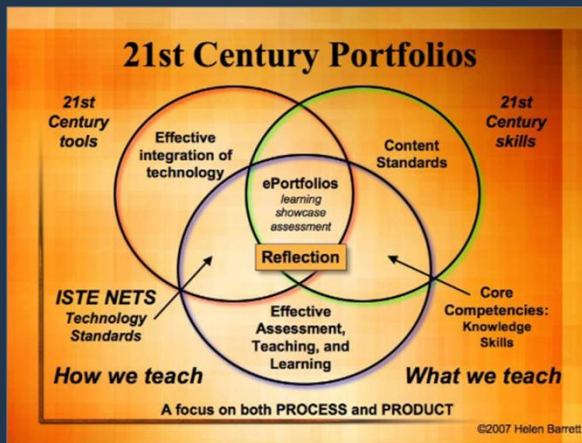 21st Century Portfolios
21st
Century
tools
21st
Century
skills
Effective
integration of
technology
Content
Standards
ePortfolios
learning
showcase
assessment
Reflection
ISTE NETS
Technology
Standards
Core
Competencies:
Knowledge
Skills
Effective
Assessment,
Teaching, and
Learning
How we teach
What we teach
A focus on both PROCESS and PRODUCT
©2007 Helen Barrett